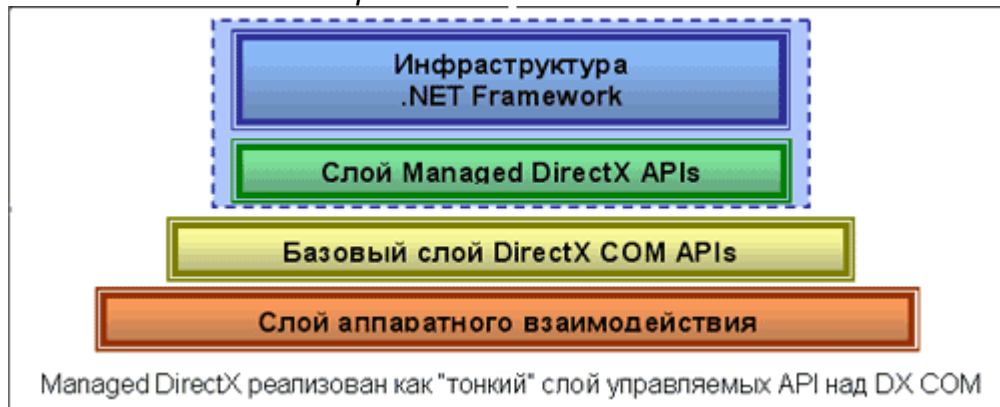 Инфраструктура
.NET Framework
Слой Managed DirectX APIs
Базовый слой DirectX COM APIs
Слой аппаратного взаимодействия
Managed DirectX реализован как "тонкий" слой управляемых API над DX COM